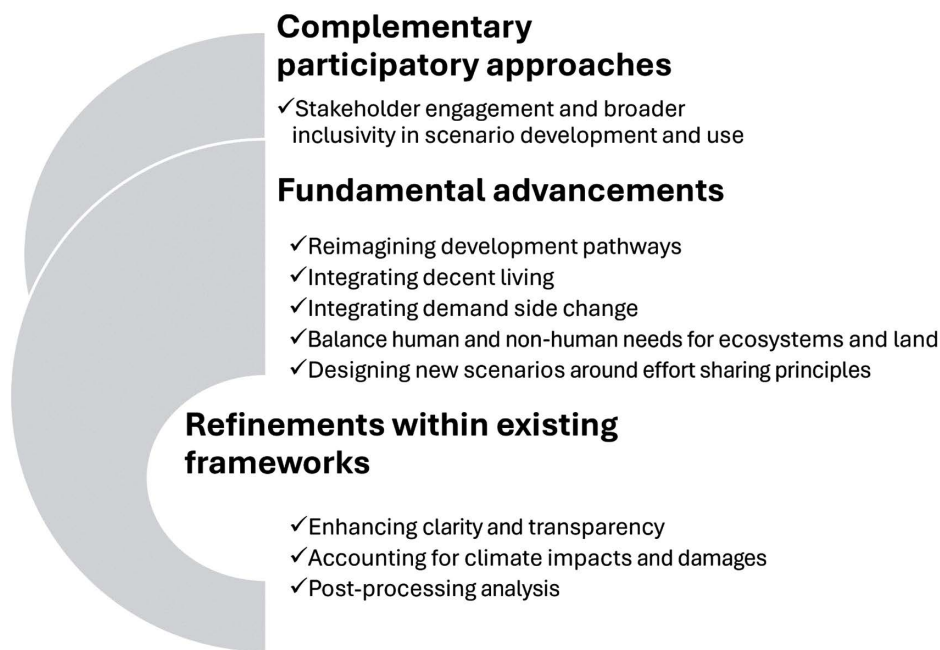 Complementary
participatory approaches
✓Stakeholder engagement and broader
inclusivity in scenario development and use
Fundamental advancements
✓Reimagining development pathways
✓Integrating decent living
✓Integrating demand side change
✓Balance human and non-human needs for ecosystems and land
✓Designing new scenarios around effort sharing principles
Refinements within existing
frameworks
✓Enhancing clarity and transparency
✓Accounting for climate impacts and damages
✓Post-processing analysis